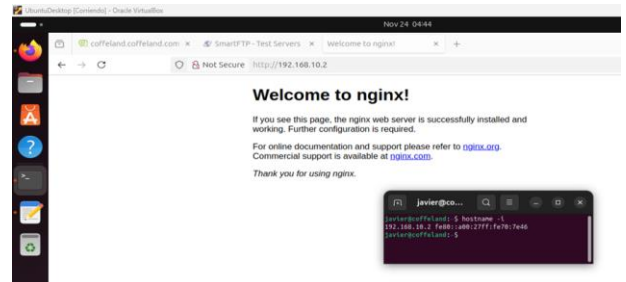 UbuntuDesktop [Corriendo] - Oracle VirtualBox
Nov 24 04:44
coffeland.coffeland.com × SmartFTP - Test Servers × Welcome to nginx! × +
Not Secure http://192.168.10.2
Welcome to nginx!
If you see this page, the nginx web server is successfully installed and
working. Further configuration is required.
For online documentation and support please refer to nginx.org.
Commercial support is available at nginx.com.
Thank you for using nginx.
javier@co...
javier@coffeland:~$ hostname -I
192.168.10.2 fe80::a00:27ff:fe70:7e46
javier@coffeland:~$